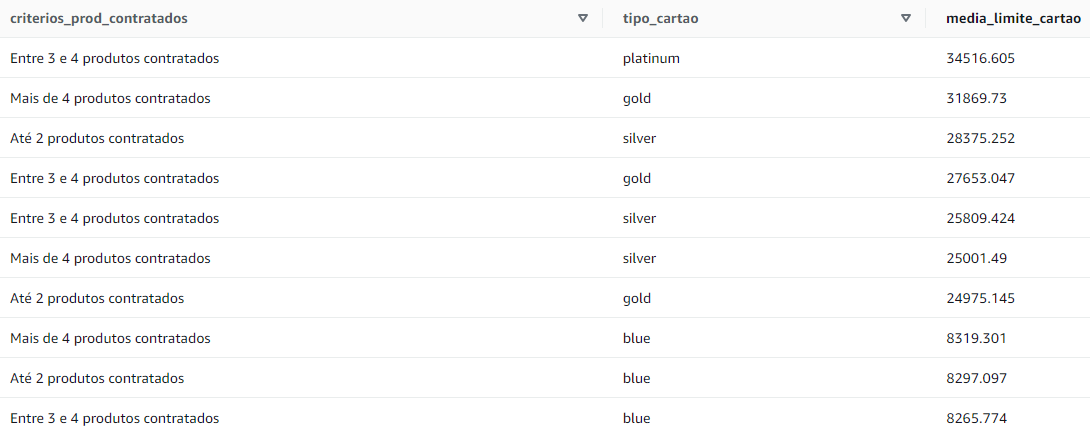 criterios_prod_contratados tipo_cartao media_limite_cartao
Entre 3 e 4 produtos contratados platinum 34516.605
Mais de 4 produtos contratados gold 31869.73
Até 2 produtos contratados silver 28375.252
Entre 3 e 4 produtos contratados gold 27653.047
Entre 3 e 4 produtos contratados silver 25809.424
Mais de 4 produtos contratados silver 25001.49
Até 2 produtos contratados gold 24975.145
Mais de 4 produtos contratados blue 8319.301
Até 2 produtos contratados blue 8297.097
Entre 3 e 4 produtos contratados blue 8265.774